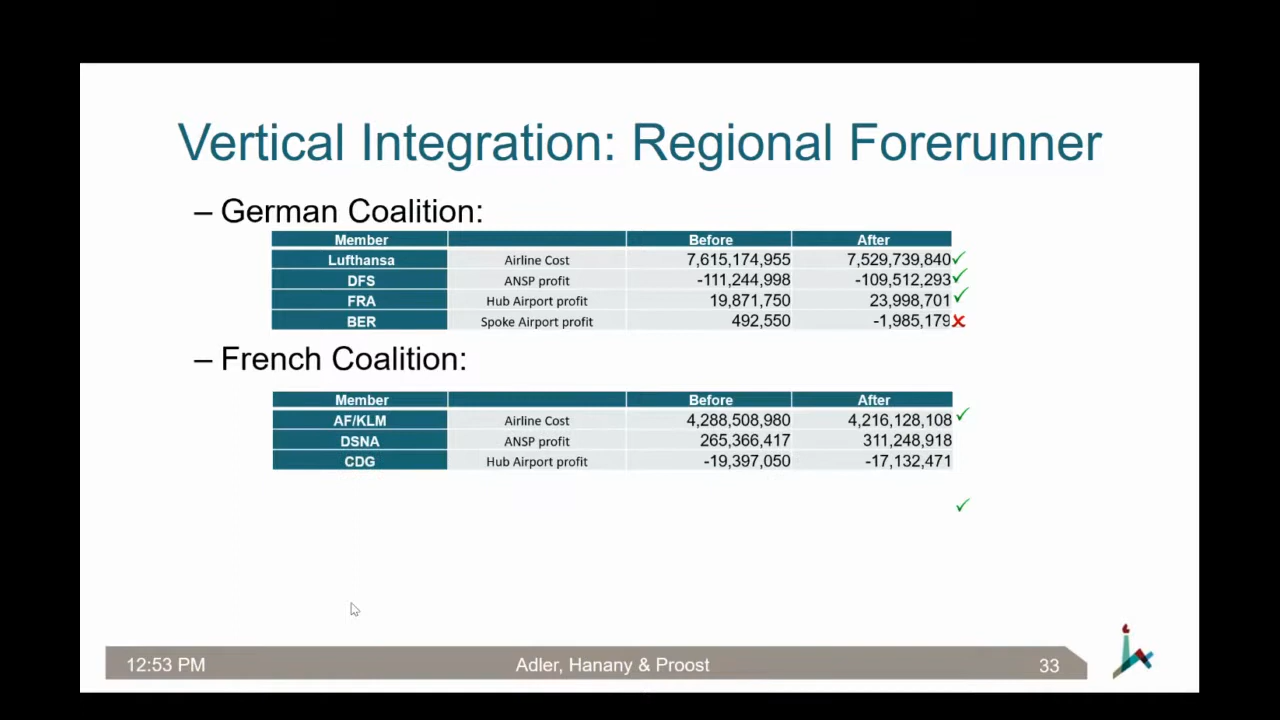 Vertical Integration: Regional Forerunner
– German Coalition:
Member Before After
Lufthansa Airline Cost 7,615,174,955 7,529,739,840✓
DFS ANSP profit -111,244,998 -109,512,293✓
FRA Hub Airport profit 19,871,750 23,998,701✓
BER Spoke Airport profit 492,550 -1,985,179✗
– French Coalition:
Member Before After
AF/KLM Airline Cost 4,288,508,980 4,216,128,108✓
DSNA ANSP profit 265,366,417 311,248,918
CDG Hub Airport profit -19,397,050 -17,132,471
✓
12:53 PM Adler, Hanany & Proost 33